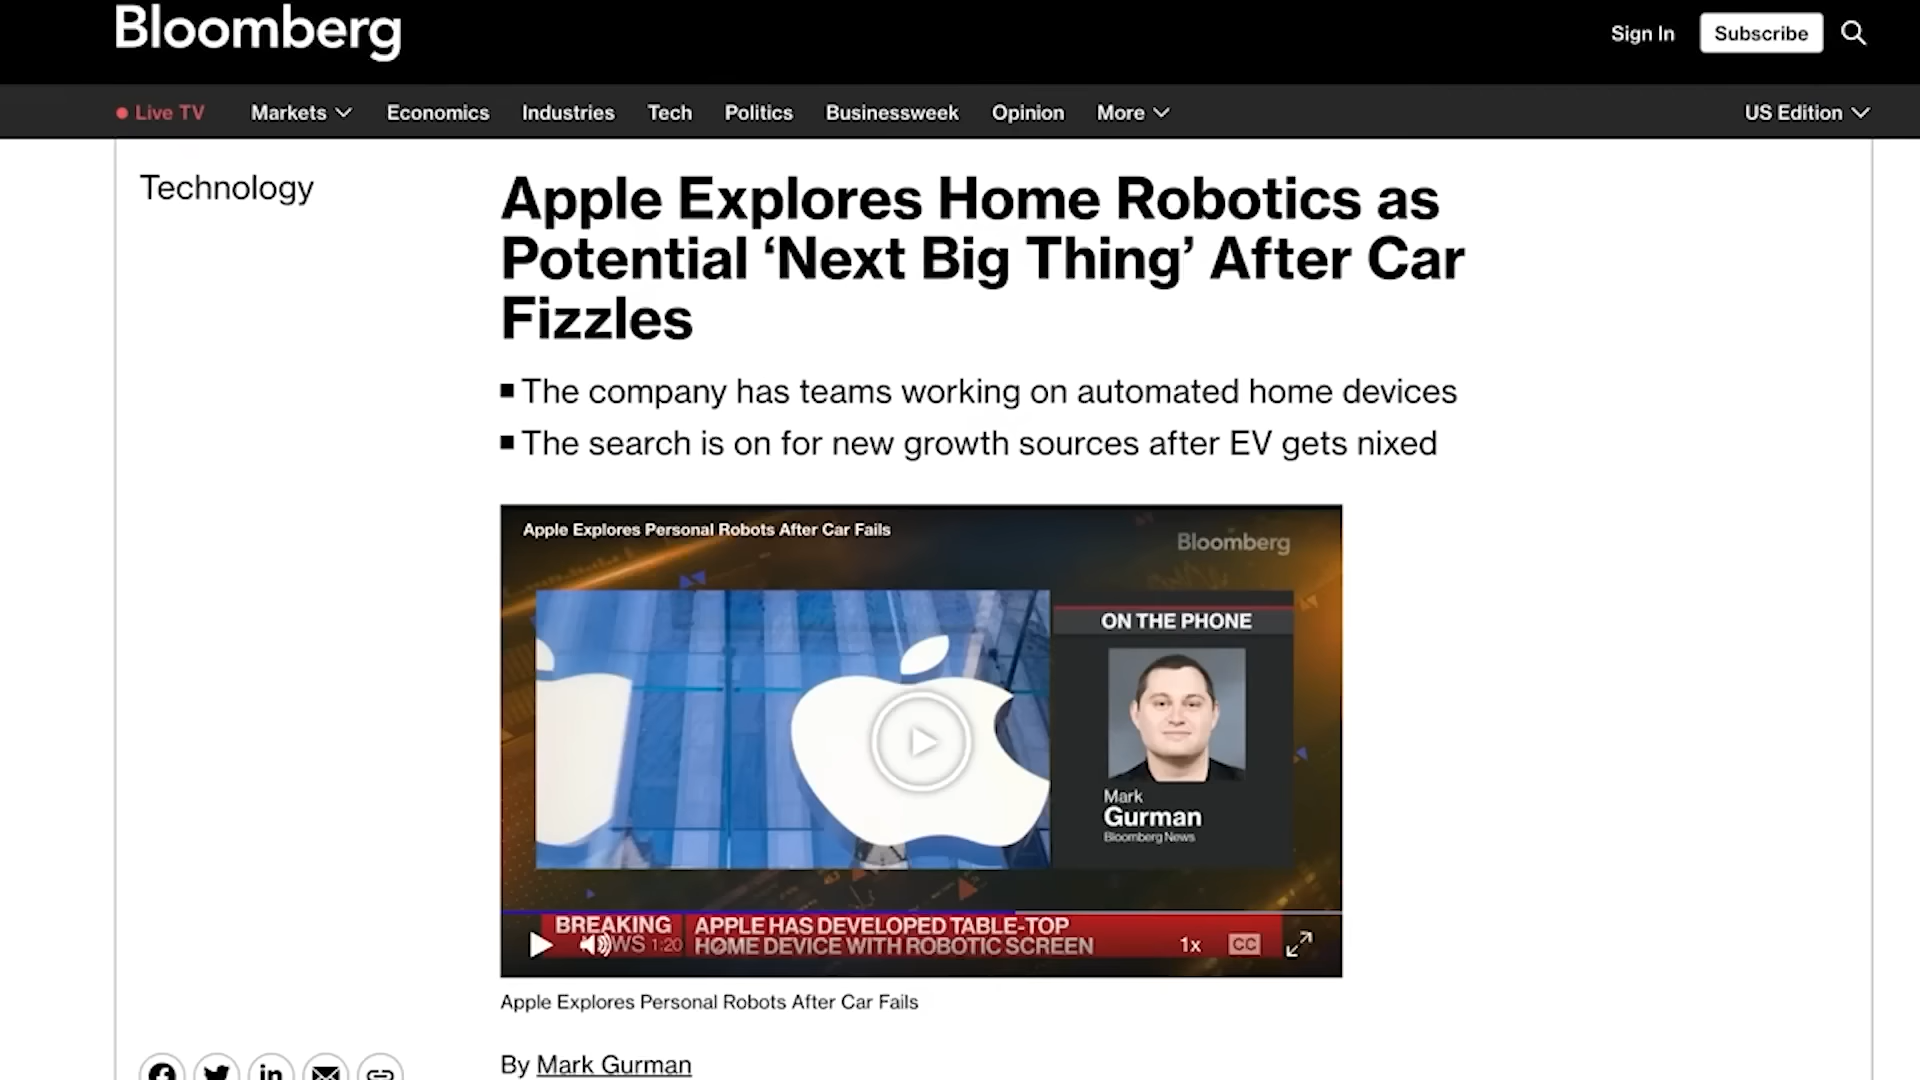 Bloomberg
Sign In
Subscribe
Live TV
Markets
Economics
Industries
Tech
Politics
Businessweek
Opinion
More
US Edition
Technology
Apple Explores Home Robotics as
Potential ‘Next Big Thing’ After Car
Fizzles
The company has teams working on automated home devices
The search is on for new growth sources after EV gets nixed
Apple Explores Personal Robots After Car Fails
Bloomberg
ON THE PHONE
Mark
Gurman
Bloomberg News
BREAKING
NEWS 1:20
APPLE HAS DEVELOPED TABLE-TOP
HOME DEVICE WITH ROBOTIC SCREEN
1x
CC
Apple Explores Personal Robots After Car Fails
By Mark Gurman